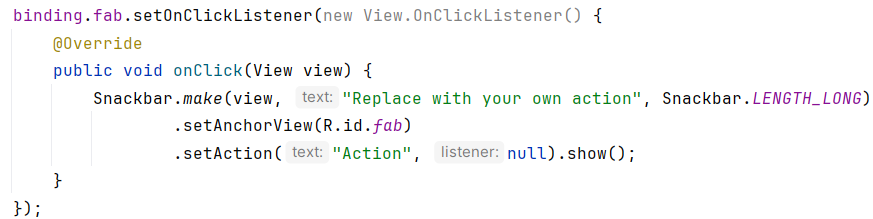 binding.fab.setOnClickListener(new View.OnClickListener() {
    @Override
    public void onClick(View view) {
        Snackbar.make(view, text: "Replace with your own action", Snackbar.LENGTH_LONG)
                .setAnchorView(R.id.fab)
                .setAction( text: "Action", listener: null).show();
    }
});